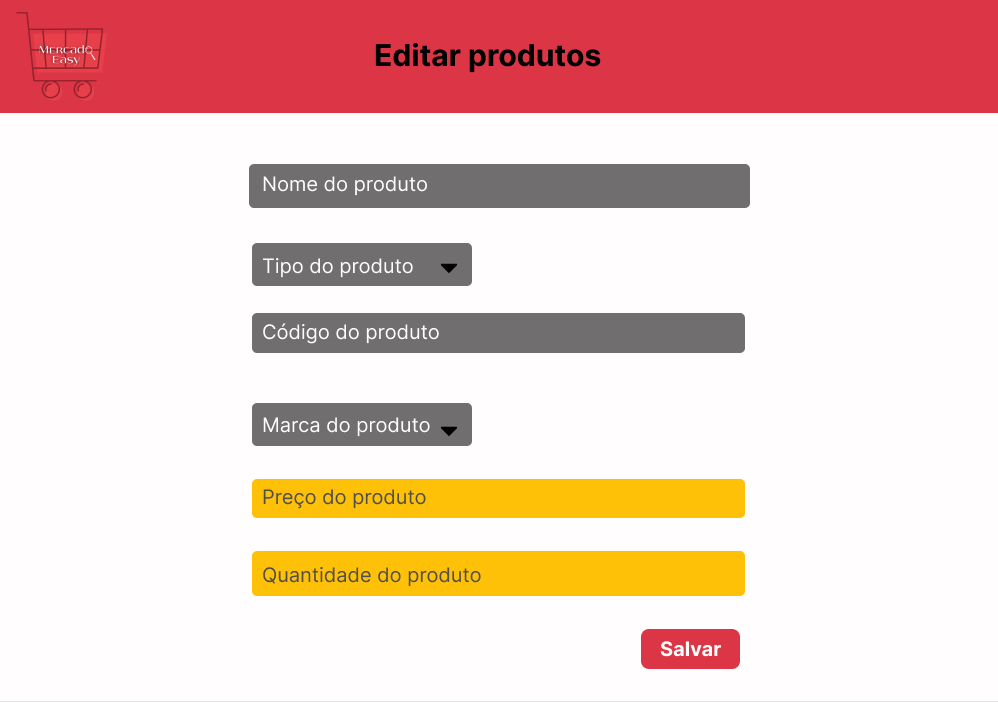 Mercado
Easy
Editar produtos
Nome do produto
Tipo do produto
Código do produto
Marca do produto
Preço do produto
Quantidade do produto
Salvar